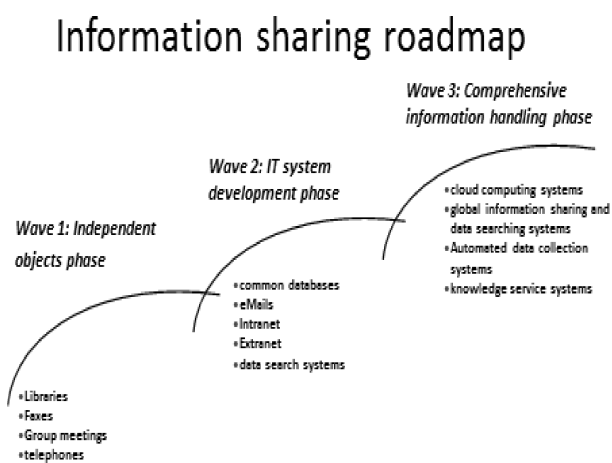 Information sharing roadmap
Wave 3: Comprehensive
information handling phase
Wave 2: IT system
development phase
Wave 1: Independent
objects phase
•cloud computing systems
•global information sharing and
data searching systems
•Automated data collection
systems
•knowledge service systems
•common databases
•eMails
•Intranet
•Extranet
•data search systems
•Libraries
•Faxes
•Group meetings
•telephones